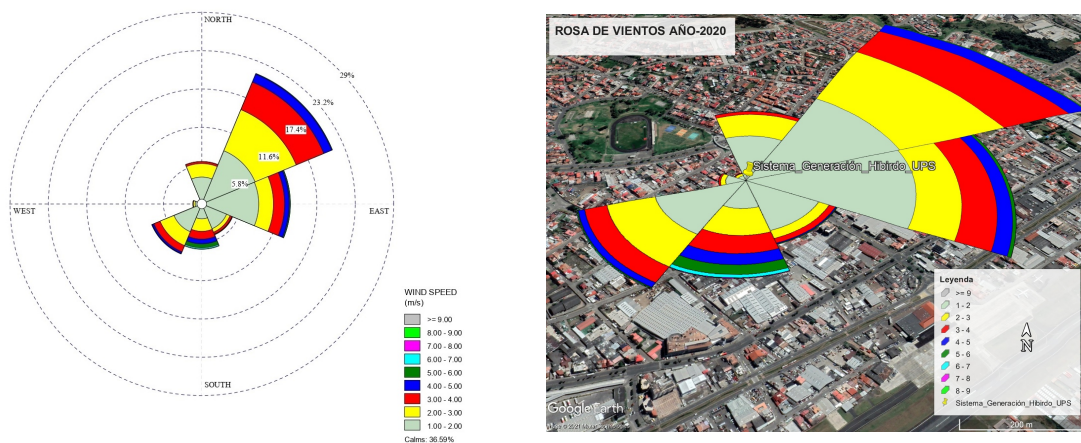 NORTH
29%
23.2%
17.4%
11.6%
5.8%
WEST
EAST
SOUTH
WIND SPEED
(m/s)
>= 9.00
8.00 - 9.00
7.00 - 8.00
6.00 - 7.00
5.00 - 6.00
4.00 - 5.00
3.00 - 4.00
2.00 - 3.00
1.00 - 2.00
Calms: 36.59%
ROSA DE VIENTOS AÑO-2020
Sistema_Generación_Hibirdo_UPS
Leyenda
>= 9
1 - 2
2 - 3
3 - 4
4 - 5
5 - 6
6 - 7
7 - 8
8 - 9
Sistema_Generación_Hibirdo_UPS
N
Google Earth
© 2021
200 m